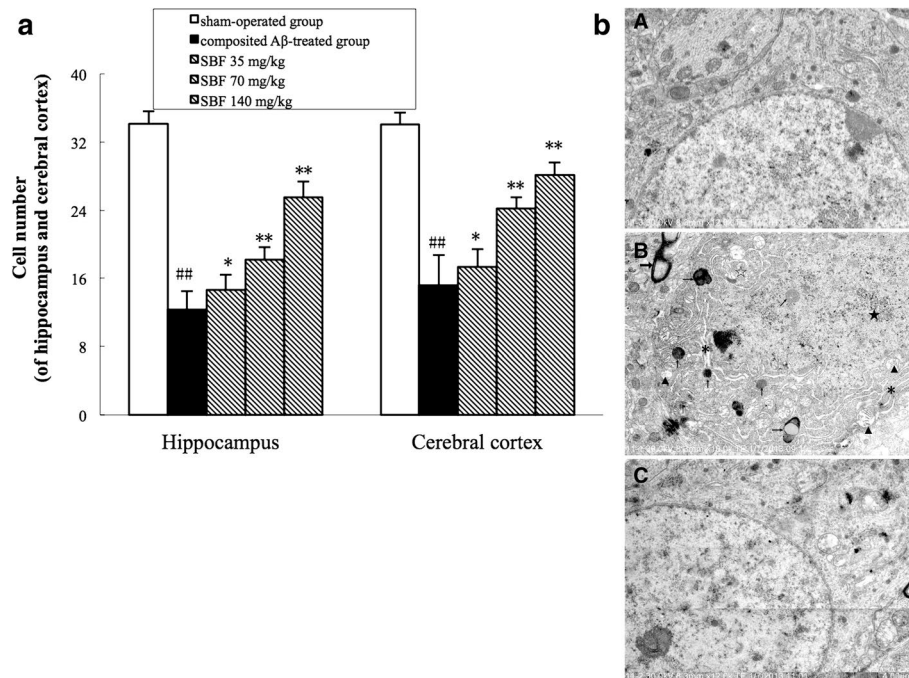 a
sham-operated group
composited Aβ-treated group
SBF 35 mg/kg
SBF 70 mg/kg
SBF 140 mg/kg
Cell number
(of hippocampus and cerebral cortex)
40
32
24
16
8
0
##
*
**
**
##
*
**
**
Hippocampus
Cerebral cortex
b
A
B
*
*
C